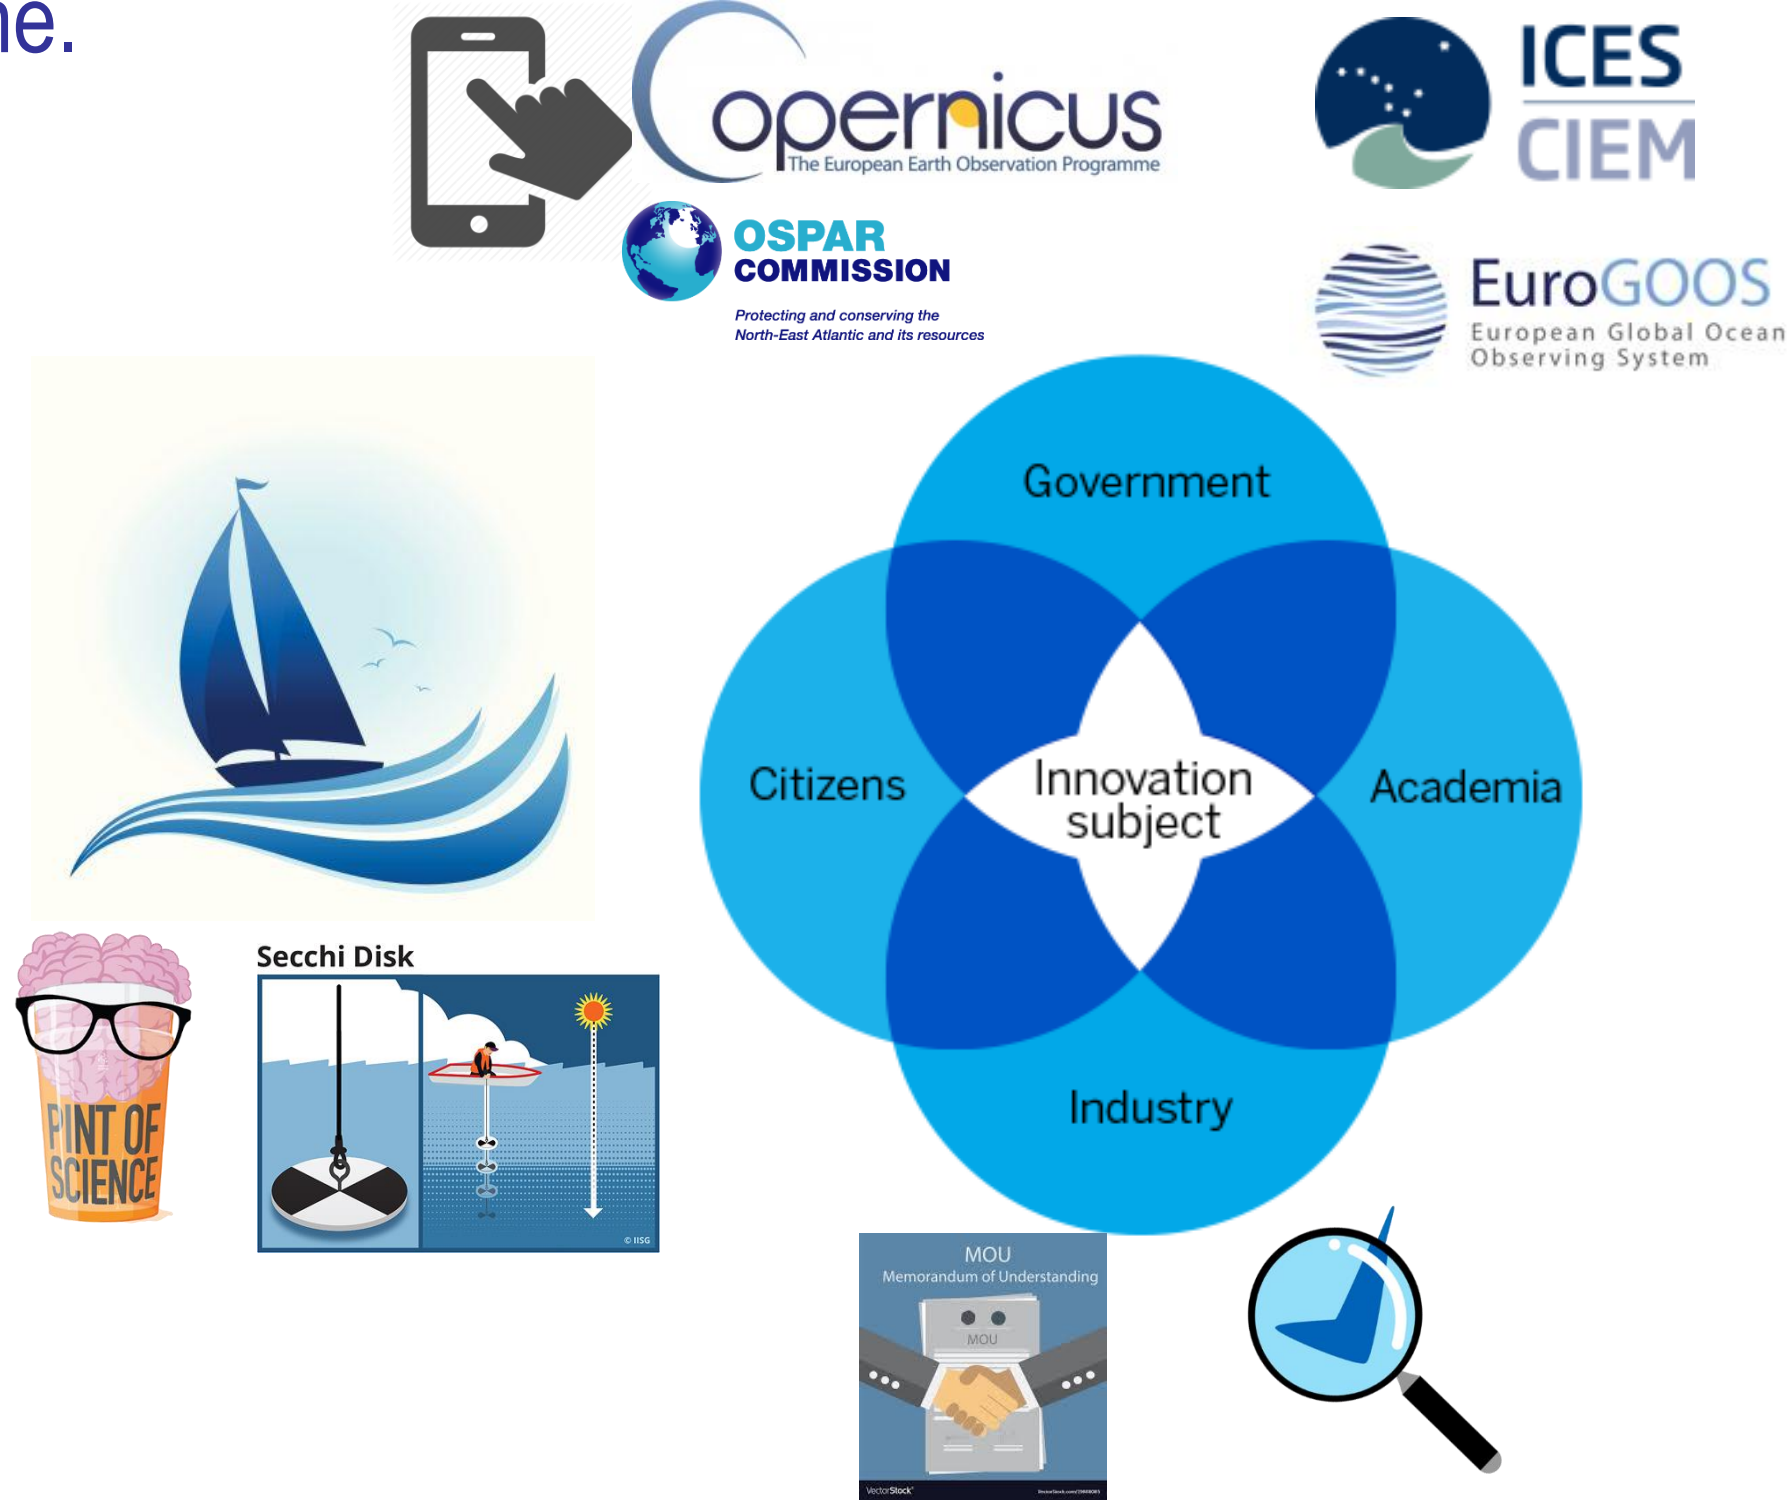 ne.
Copernicus
The European Earth Observation Programme
ICES
CIEM
OSPAR
COMMISSION
Protecting and conserving the
North-East Atlantic and its resources
EuroGOOS
European Global Ocean
Observing System
Government
Citizens
Innovation
subject
Academia
Industry
PINT OF
SCIENCE
Secchi Disk
© IISG
MOU
Memorandum of Understanding
MOU
VectorStock®